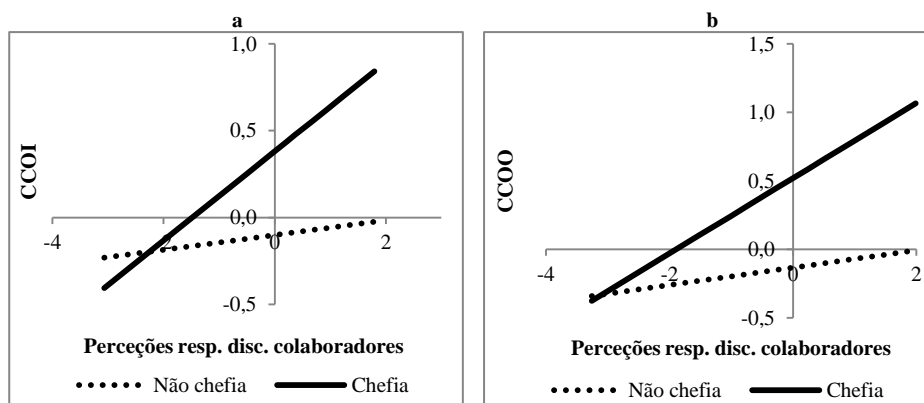 a
1,0
0,5
0,0
-0,5
-4
-2
0
2
CCOI
Perceções resp. disc. colaboradores
Não chefia
Chefia
b
1,5
1,0
0,5
0,0
-0,5
-4
-2
0
2
CCOO
Perceções resp. disc. colaboradores
Não chefia
Chefia